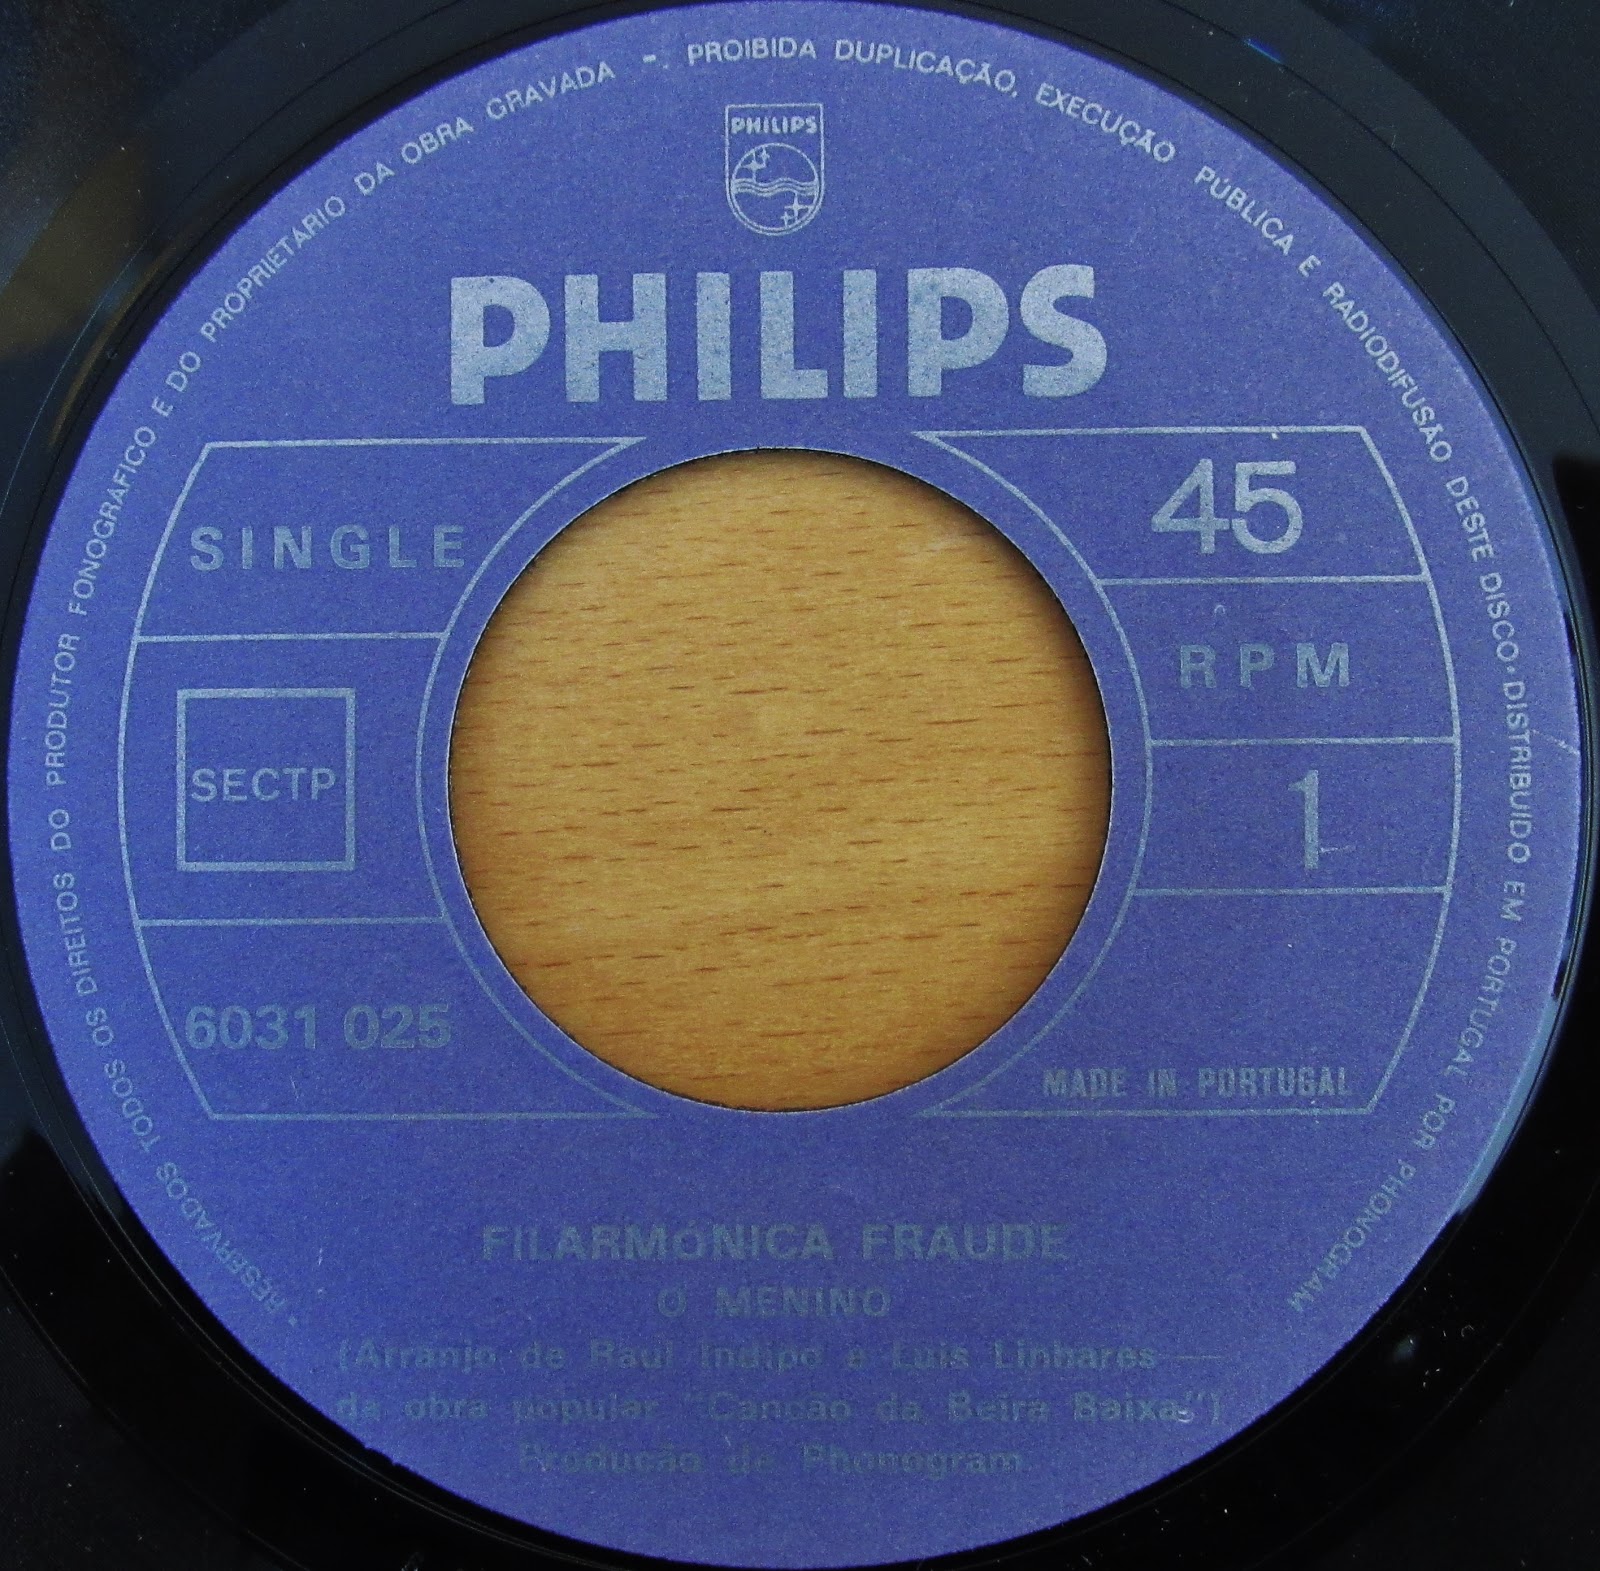 * RESERVADOS TODOS OS DIREITOS DO PRODUTOR FONOGRÁFICO E DO PROPRIETÁRIO DA OBRA GRAVADA - PROIBIDA DUPLICAÇÃO, EXECUÇÃO PÚBLICA E RADIODIFUSÃO DESTE DISCO • DISTRIBUIDO EM PORTUGAL POR PHONOGRAM
PHILIPS
PHILIPS
SINGLE
45
RPM
SECTP
1
6031 025
MADE IN PORTUGAL
FILARMÓNICA FRAUDE
O MENINO
(Arranjo de Raul Indipo e Luis Linhares —
da obra popular "Canção da Beira Baixa")
Produção de Phonogram